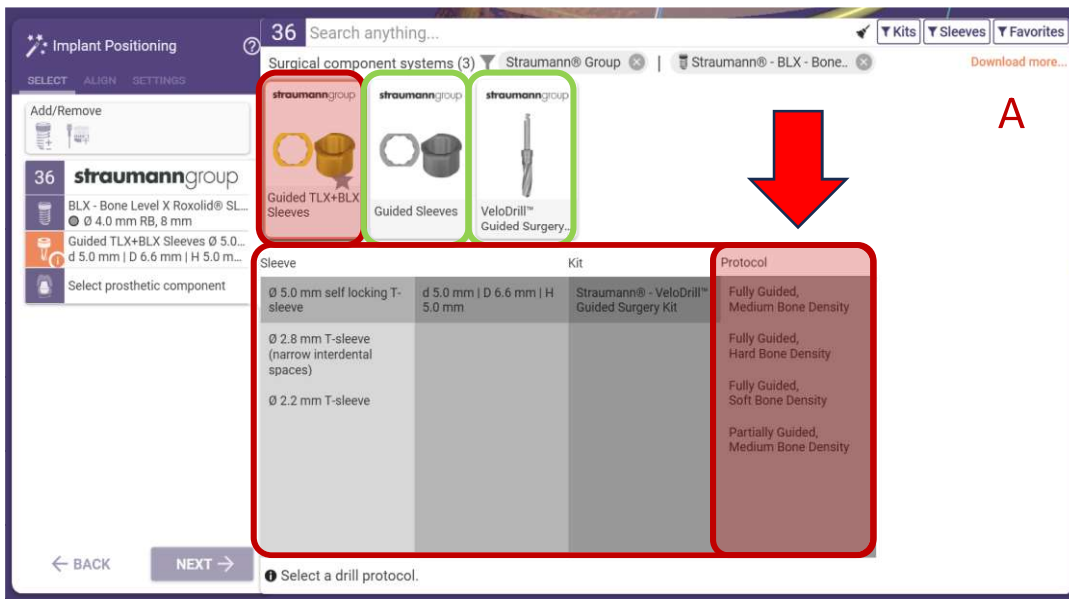 Implant Positioning
SELECT ALIGN SETTINGS
Add/Remove
36 straumanngroup
BLX - Bone Level X Roxolid® SL...
Ø 4.0 mm RB, 8 mm
Guided TLX+BLX Sleeves Ø 5.0...
d 5.0 mm | D 6.6 mm | H 5.0 m...
Select prosthetic component
BACK NEXT
36 Search anything...
Kits Sleeves Favorites
Surgical component systems (3) Straumann® Group | Straumann® - BLX - Bone.. Download more...
A
straumanngroup
Guided TLX+BLX
Sleeves
straumanngroup
Guided Sleeves
straumanngroup
VeloDrill™
Guided Surgery..
Sleeve Kit Protocol
Ø 5.0 mm self locking T-
sleeve
Ø 2.8 mm T-sleeve
(narrow interdental
spaces)
Ø 2.2 mm T-sleeve
d 5.0 mm | D 6.6 mm | H
5.0 mm
Straumann® - VeloDrill™
Guided Surgery Kit
Fully Guided,
Medium Bone Density
Fully Guided,
Hard Bone Density
Fully Guided,
Soft Bone Density
Partially Guided,
Medium Bone Density
Select a drill protocol.